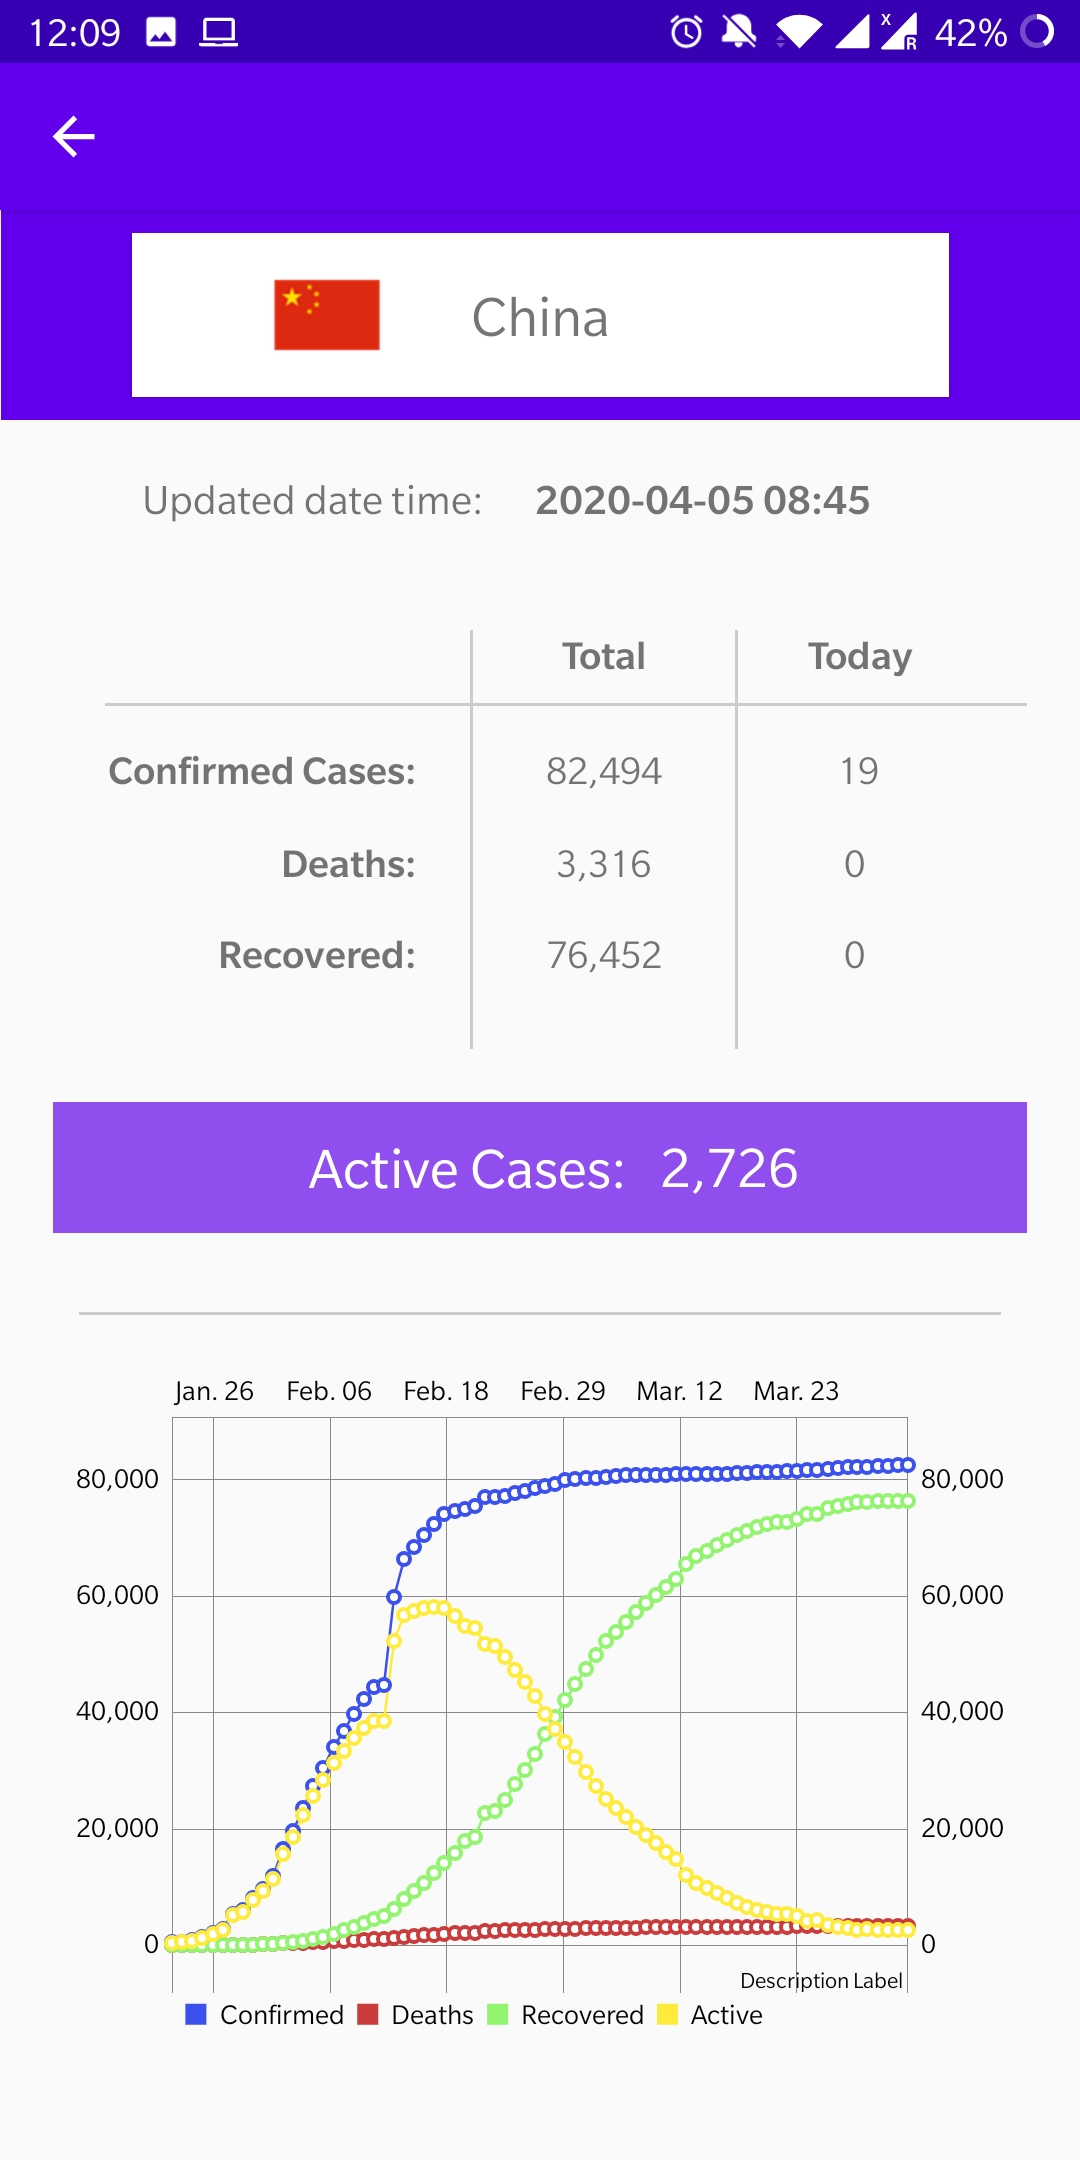 12:09 X R 42%
China
Updated date time: 2020-04-05 08:45
Total Today
Confirmed Cases: 82,494 19
Deaths: 3,316 0
Recovered: 76,452 0
Active Cases: 2,726
Jan. 26 Feb. 06 Feb. 18 Feb. 29 Mar. 12 Mar. 23
80,000 80,000
60,000 60,000
40,000 40,000
20,000 20,000
0 0
Description Label
Confirmed Deaths Recovered Active